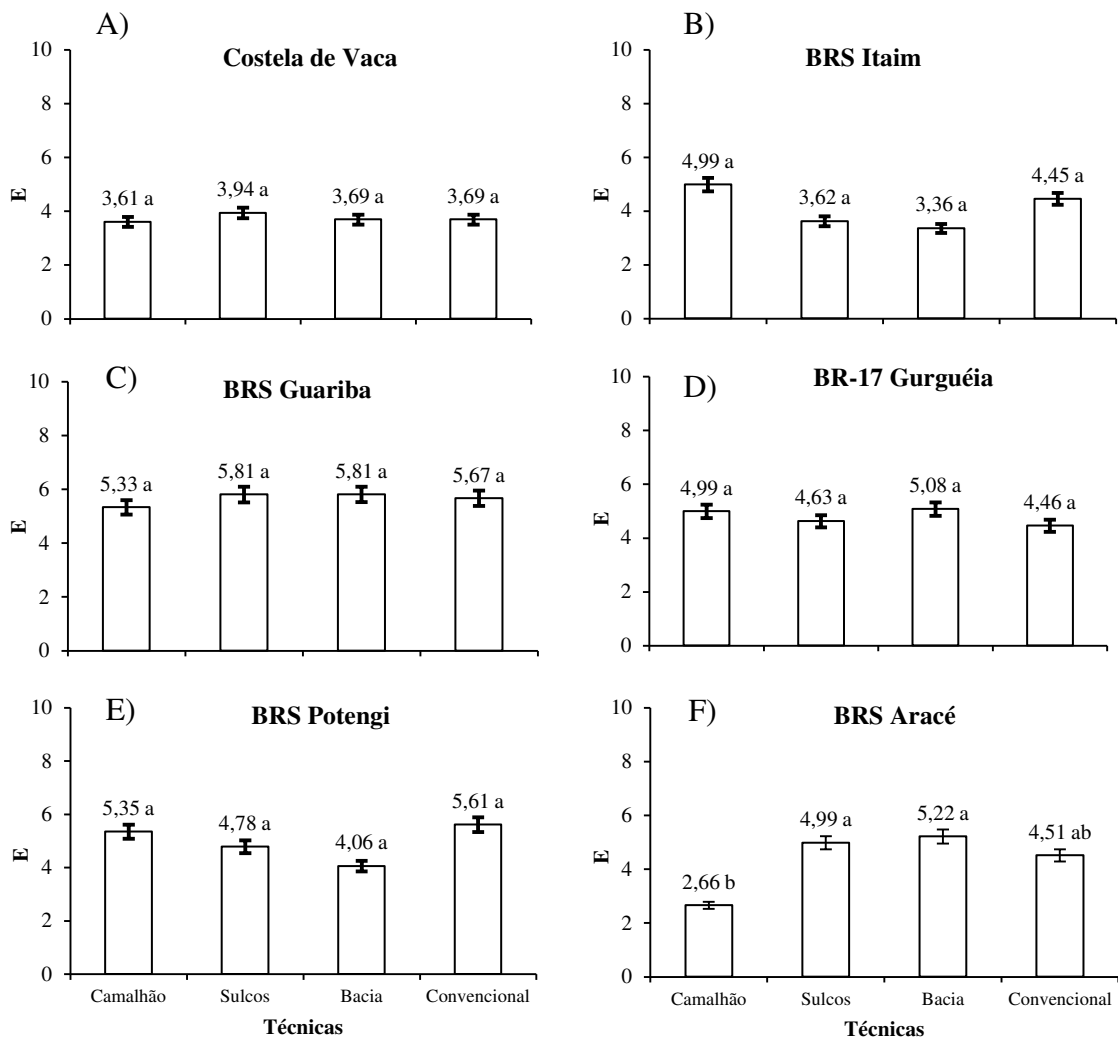 A)
Costela de Vaca
10
8
6
4
2
0
E
3,61 a
3,94 a
3,69 a
3,69 a
B)
BRS Itaim
10
8
6
4
2
0
E
4,99 a
3,62 a
3,36 a
4,45 a
C)
BRS Guariba
10
8
6
4
2
0
E
5,33 a
5,81 a
5,81 a
5,67 a
D)
BR-17 Gurguéia
10
8
6
4
2
0
E
4,99 a
4,63 a
5,08 a
4,46 a
E)
BRS Potengi
10
8
6
4
2
0
E
5,35 a
4,78 a
4,06 a
5,61 a
Camalhão Sulcos Bacia Convencional
Técnicas
F)
BRS Aracé
10
8
6
4
2
0
E
2,66 b
4,99 a
5,22 a
4,51 ab
Camalhão Sulcos Bacia Convencional
Técnicas